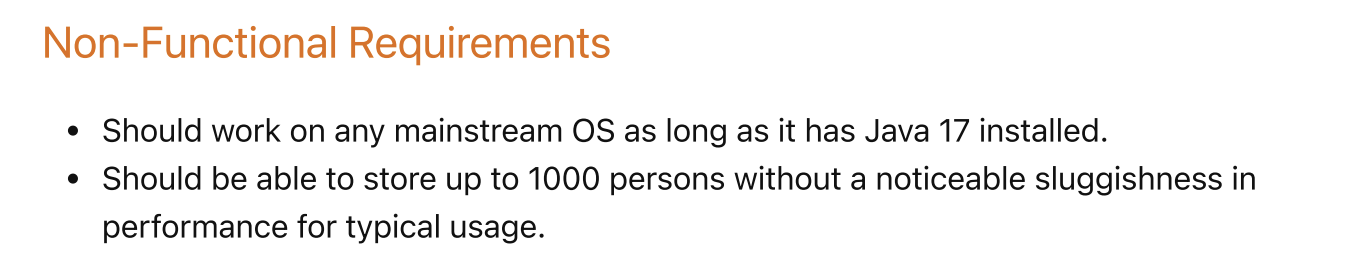 Non-Functional Requirements
• Should work on any mainstream OS as long as it has Java 17 installed.
• Should be able to store up to 1000 persons without a noticeable sluggishness in
performance for typical usage.